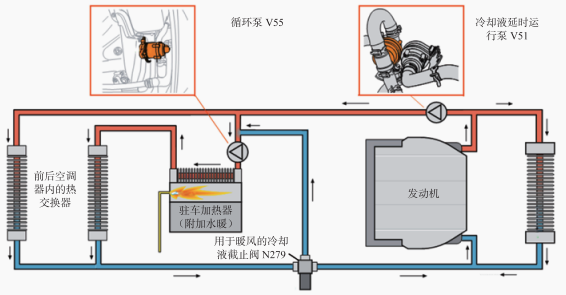 循环泵 V55
冷却液延时运
行泵 V51
前后空调
器内的热
交换器
发动机
驻车加热器
（附加水暖）
用于暖风的冷却
液截止阀 N279